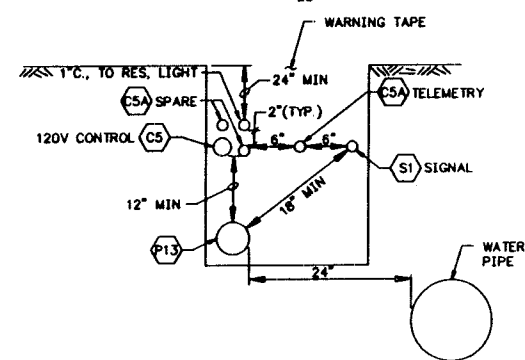 WARNING TAPE
1"C., TO RES, LIGHT
24" MIN
C5A SPARE
2"(TYP.)
C5A TELEMETRY
120V CONTROL C5
6"
6"
S1 SIGNAL
12" MIN
18" MIN
P13
24"
WATER
PIPE